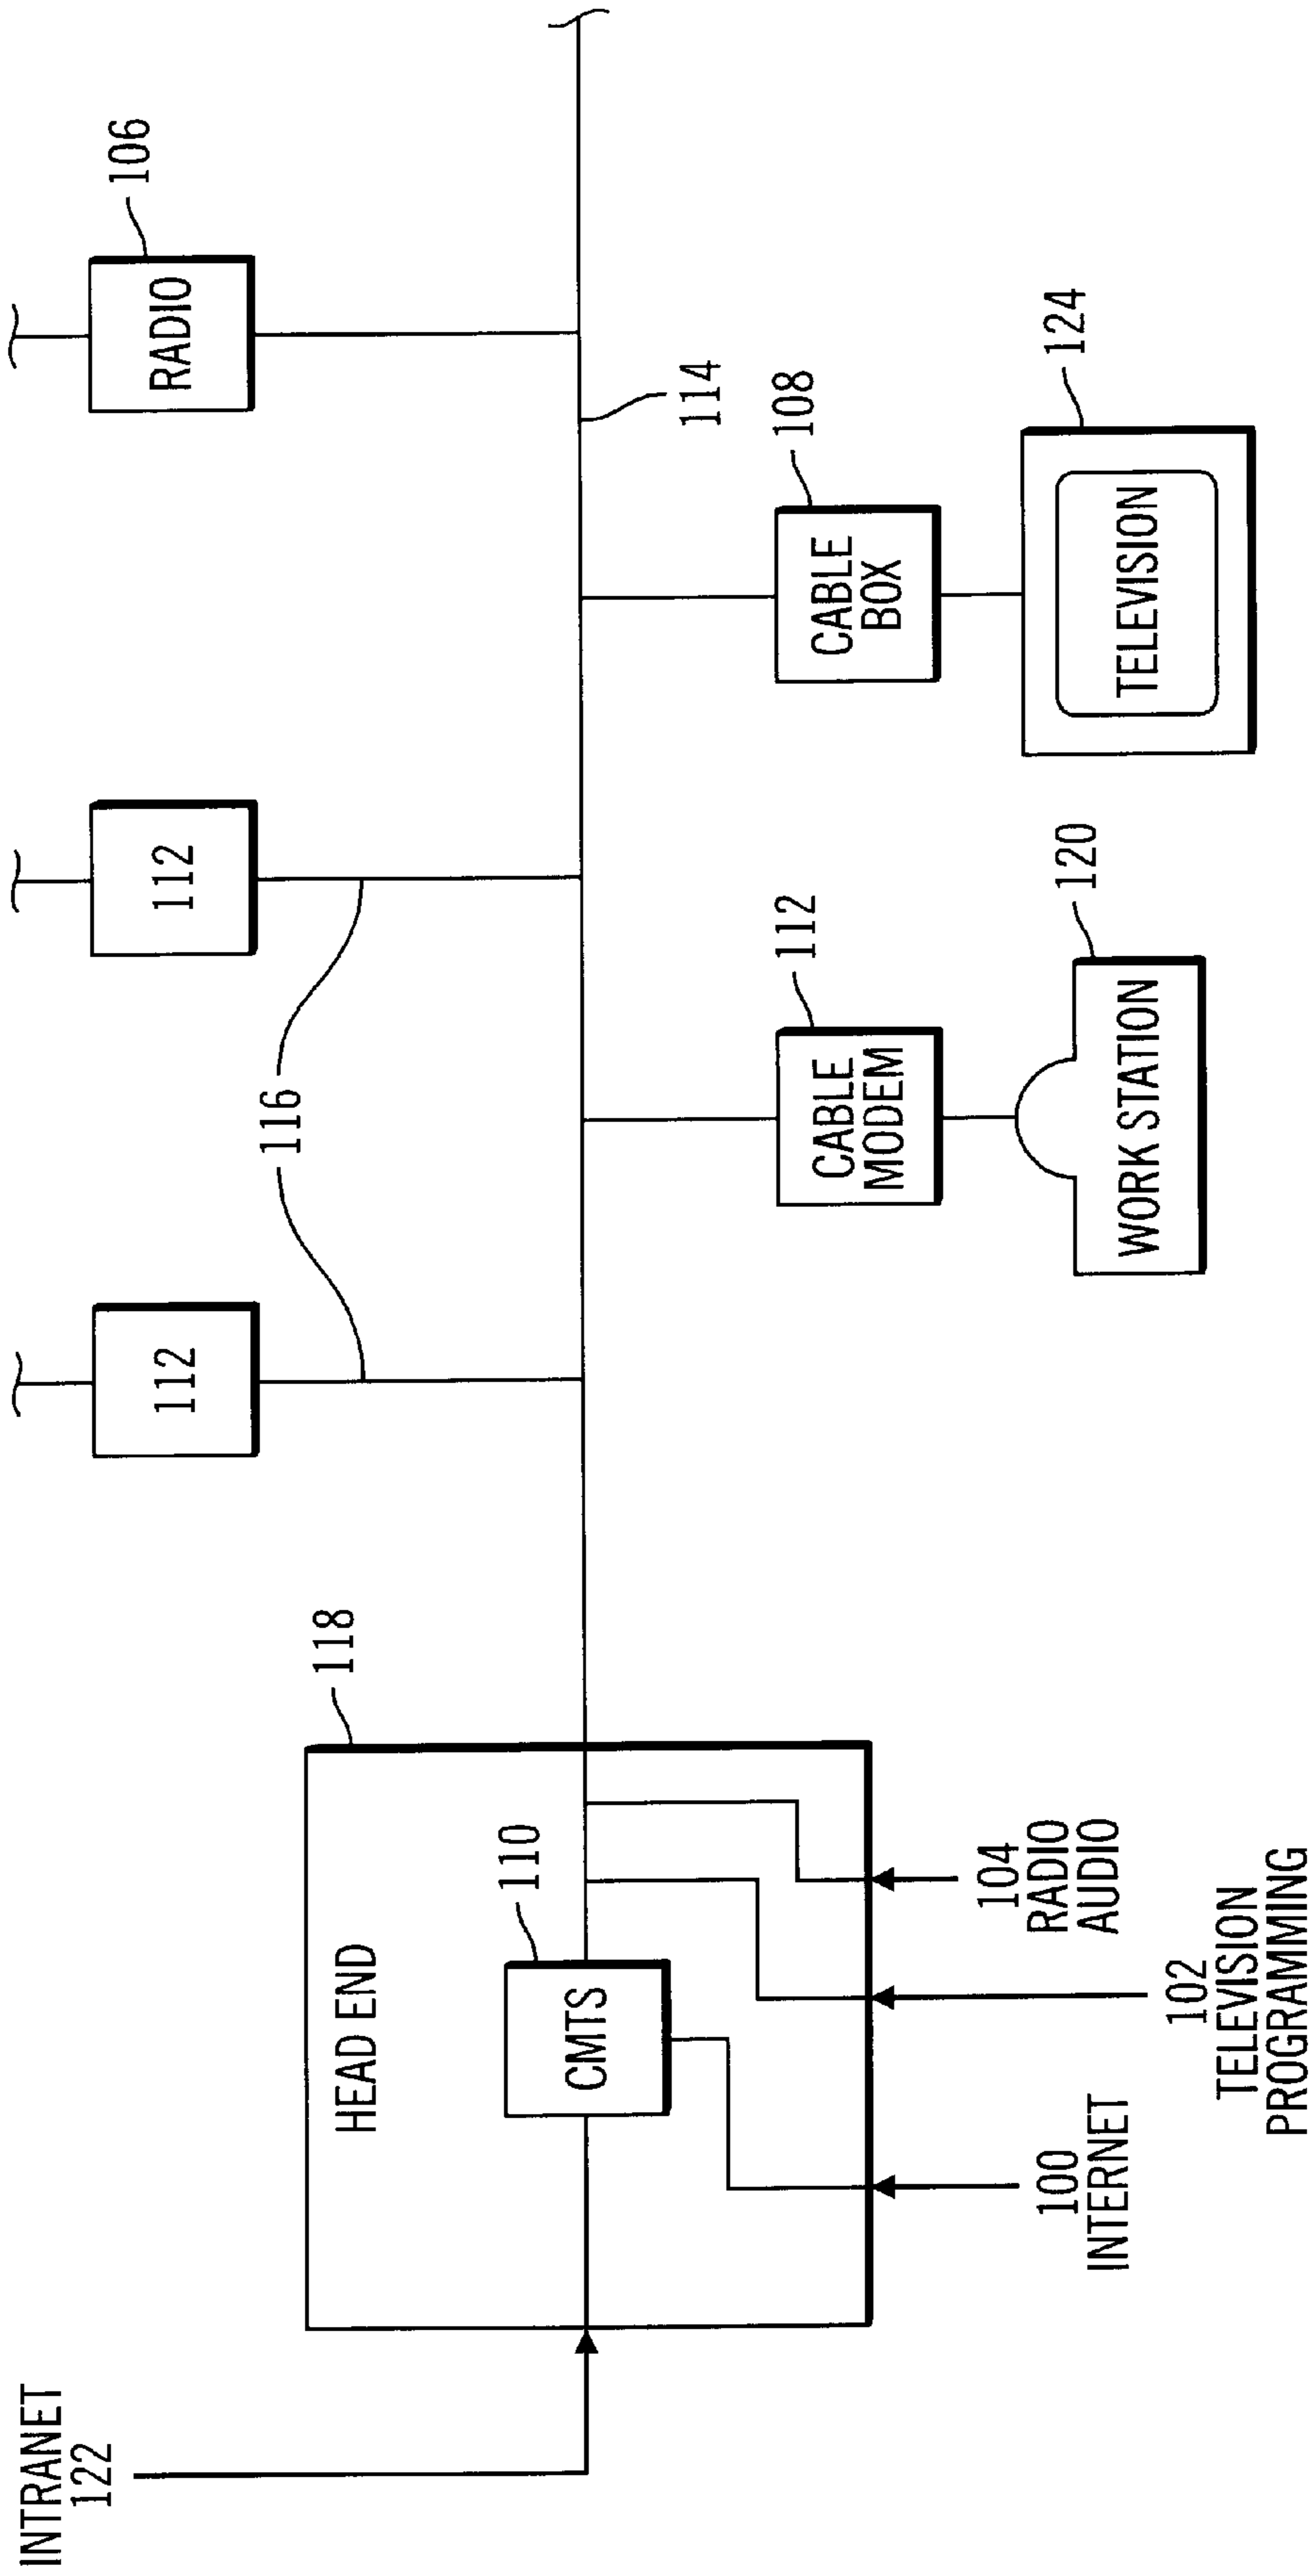 INTRANET
122
HEAD END
118
CMTS
110
100
INTERNET
102
TELEVISION
PROGRAMMING
104
RADIO
AUDIO
112
116
112
RADIO
106
114
CABLE
MODEM
112
WORK STATION
120
CABLE
BOX
108
TELEVISION
124